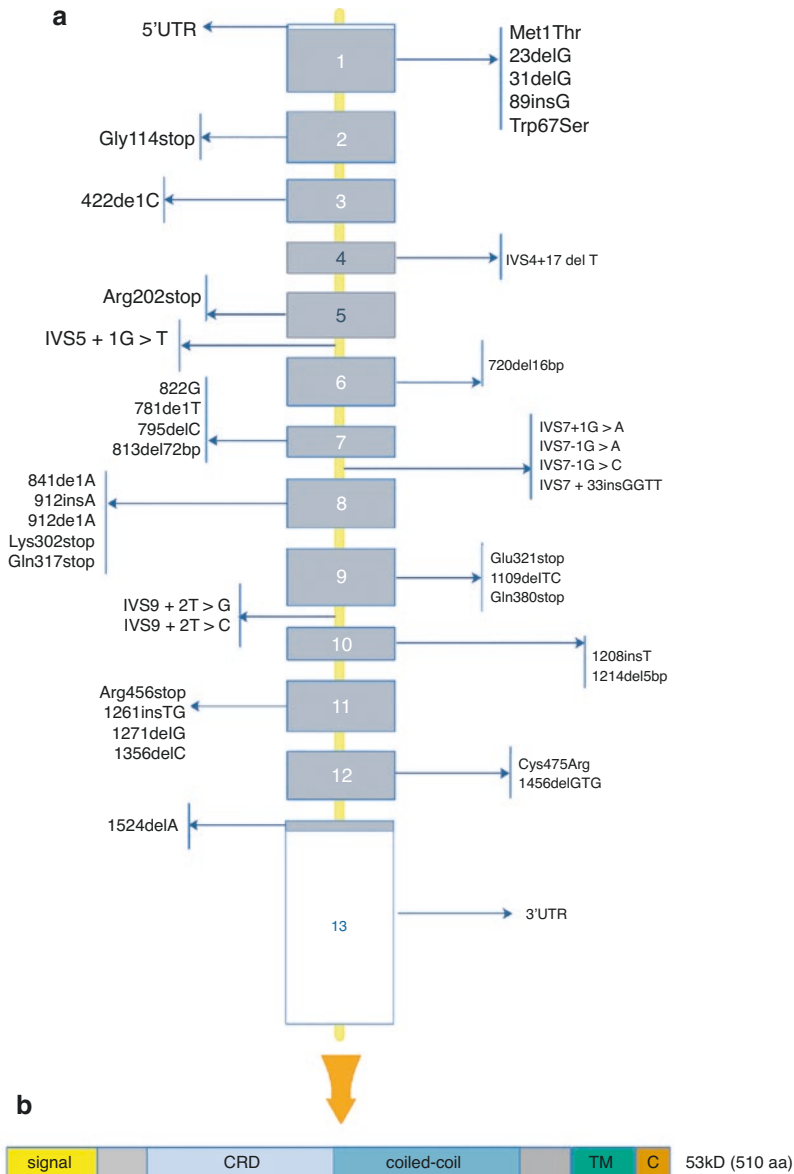 a
5'UTR
1
Met1Thr
23delG
31delG
89insG
Trp67Ser
Gly114stop
2
422de1C
3
4
IVS4+17 del T
Arg202stop
5
IVS5 + 1G > T
6
720del16bp
822G
781de1T
795delC
813del72bp
7
IVS7+1G > A
IVS7-1G > A
IVS7-1G > C
IVS7 + 33insGGTT
841de1A
912insA
912de1A
Lys302stop
Gln317stop
8
9
Glu321stop
1109delTC
Gln380stop
IVS9 + 2T > G
IVS9 + 2T > C
10
1208insT
1214del5bp
Arg456stop
1261insTG
1271delG
1356delC
11
12
Cys475Arg
1456delGTG
1524delA
13
3'UTR
b
signal CRD coiled-coil TM C 53kD (510 aa)